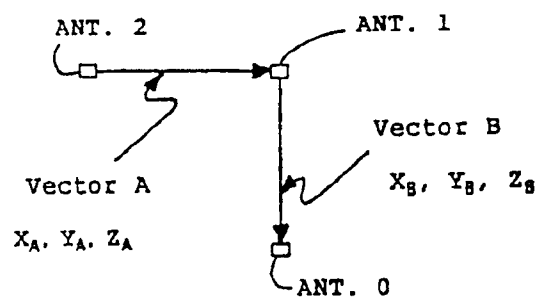 ANT. 2
ANT. 1
Vector B
X_B, Y_B, Z_B
Vector A
X_A, Y_A, Z_A
ANT. 0